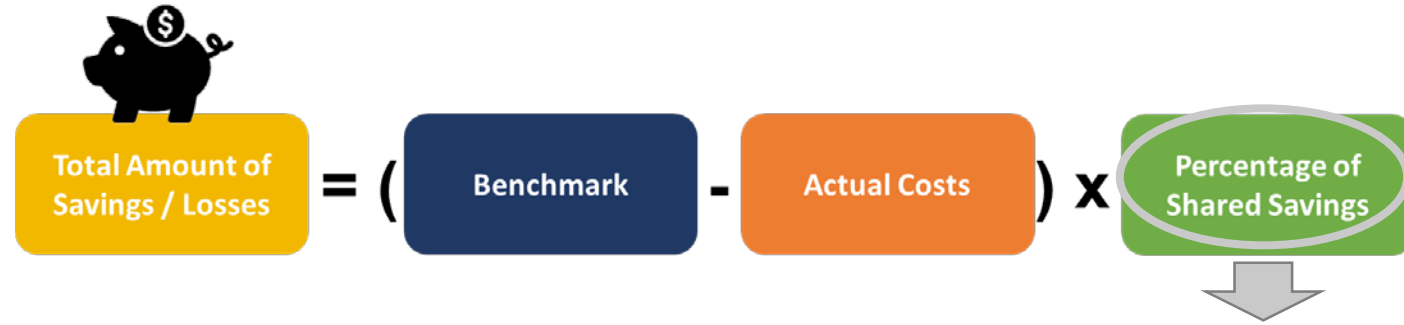 $
Total Amount of
Savings / Losses
= (
Benchmark
-
Actual Costs
) x
Percentage of
Shared Savings